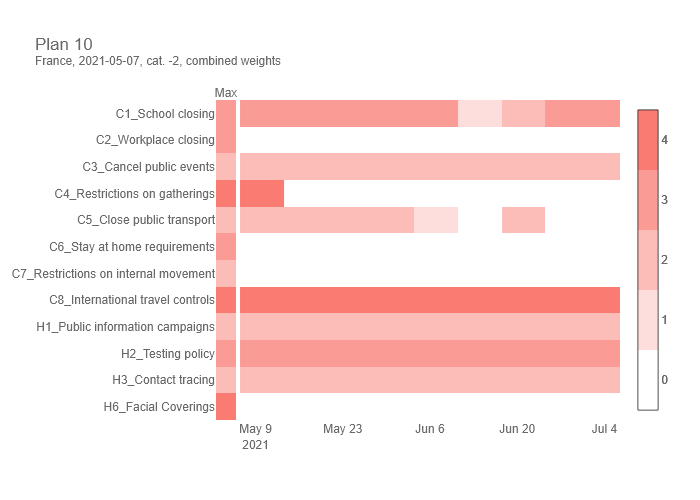 Plan 10
France, 2021-05-07, cat. -2, combined weights
Max
C1_School closing
C2_Workplace closing
C3_Cancel public events
C4_Restrictions on gatherings
C5_Close public transport
C6_Stay at home requirements
C7_Restrictions on internal movement
C8_International travel controls
H1_Public information campaigns
H2_Testing policy
H3_Contact tracing
H6_Facial Coverings
May 9 May 23 Jun 6 Jun 20 Jul 4
2021
4
3
2
1
0